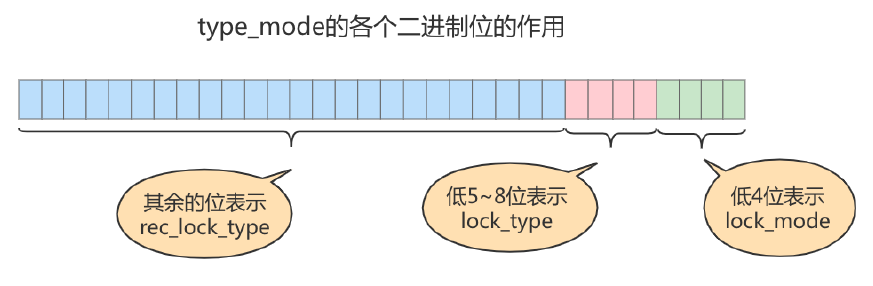 type_mode的各个二进制位的作用
其余的位表示
rec_lock_type
低5~8位表示
lock_type
低4位表示
lock_mode